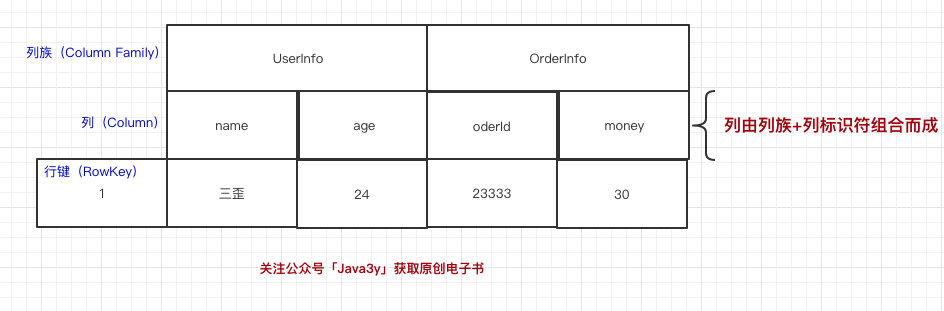 列族（Column Family）
UserInfo
OrderInfo
列（Column）
name
age
oderId
money
列由列族+列标识符组合而成
行键（RowKey）
1
三歪
24
23333
30
关注公众号「Java3y」获取原创电子书